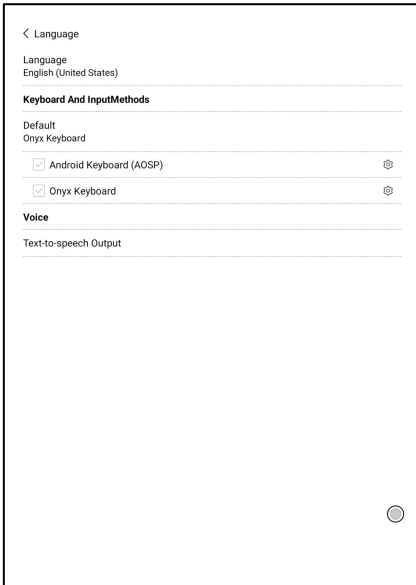 Language
Language
English (United States)
Keyboard And InputMethods
Default
Onyx Keyboard
Android Keyboard (AOSP)
Onyx Keyboard
Voice
Text-to-speech Output